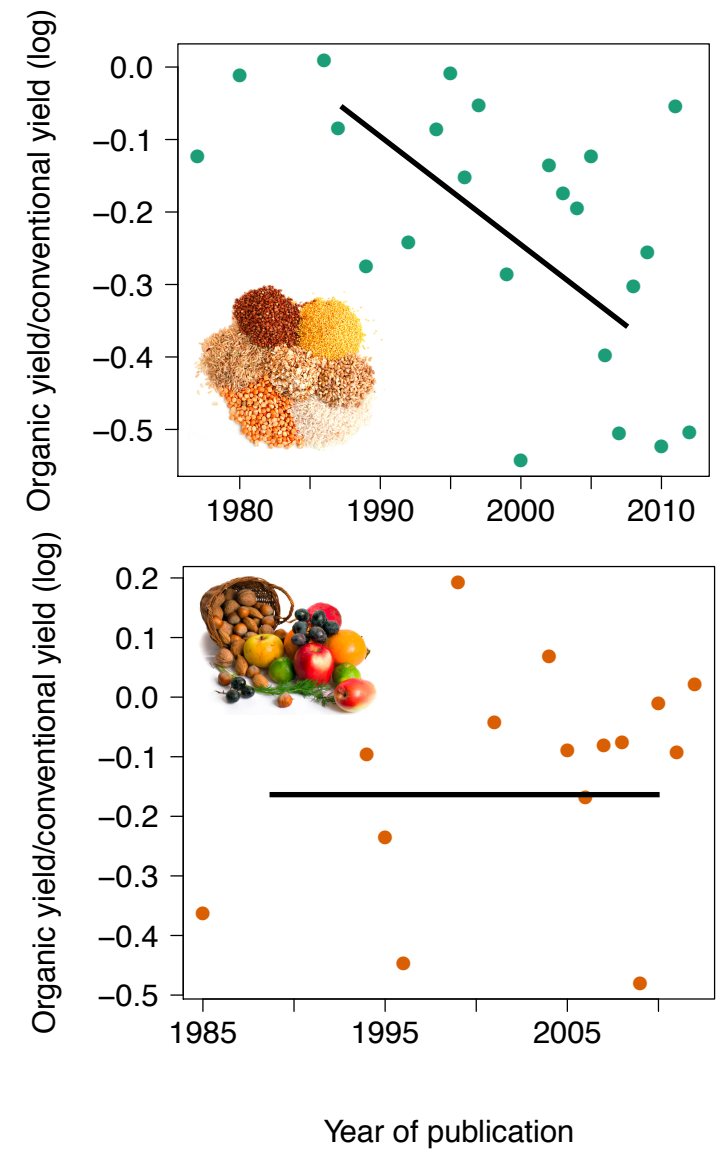 Organic yield/conventional yield (log)
0.0
−0.1
−0.2
−0.3
−0.4
−0.5
1980 1990 2000 2010
Organic yield/conventional yield (log)
0.2
0.1
0.0
−0.1
−0.2
−0.3
−0.4
−0.5
1985 1995 2005
Year of publication